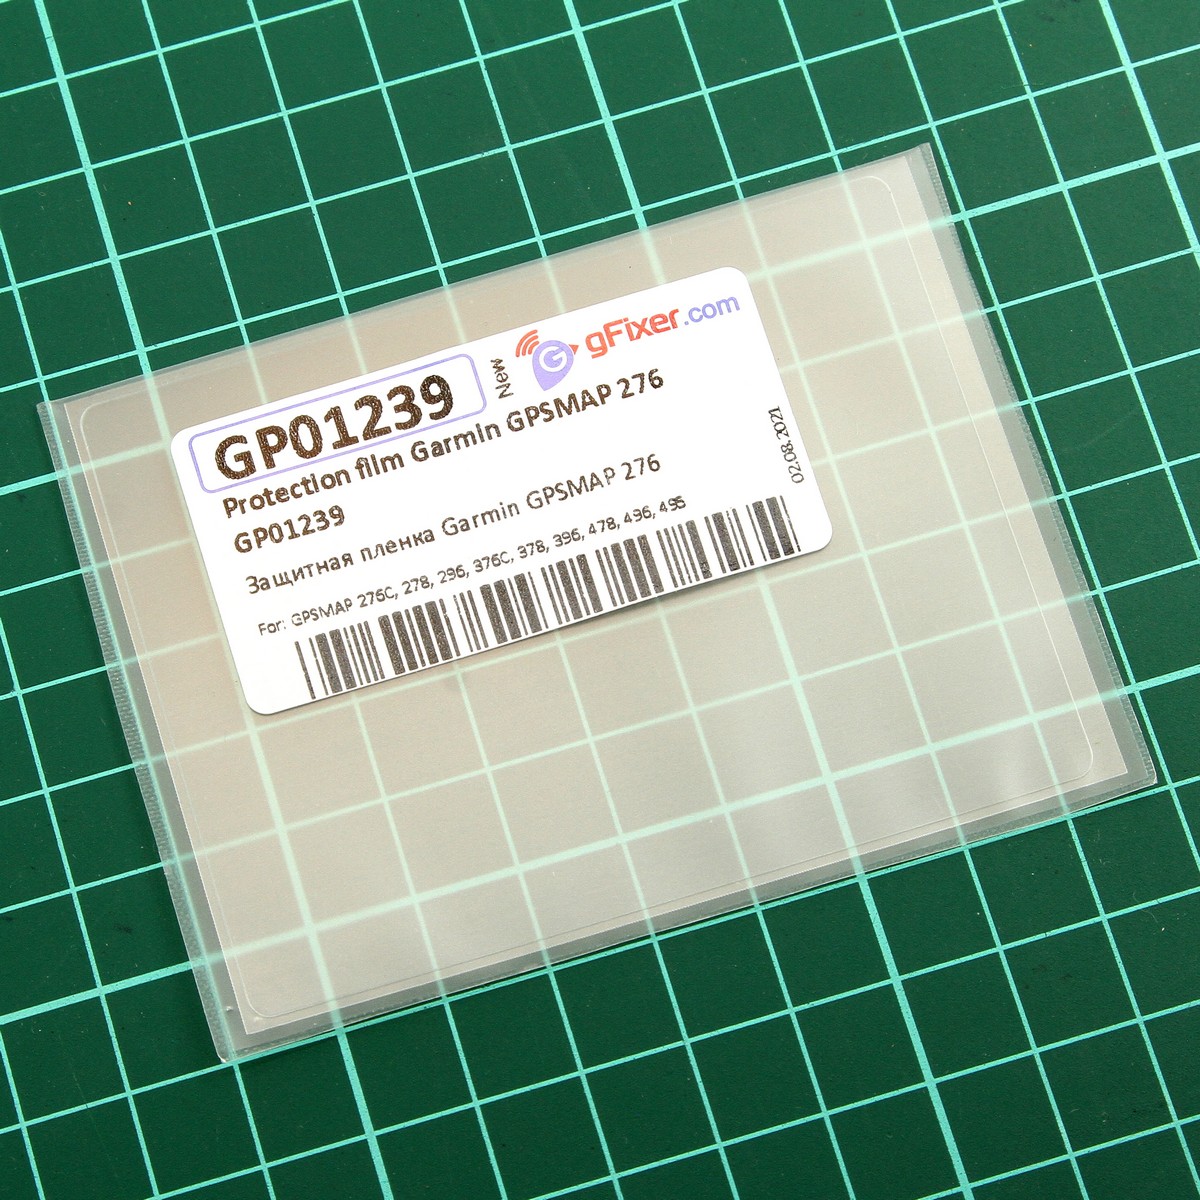 GP01239
New
gFixer.com
Protection film Garmin GPSMAP 276
GP01239
Защитная пленка Garmin GPSMAP 276
For: GPSMAP 276C, 278, 296, 376C, 378, 396, 478, 496, 495
02.08.2021